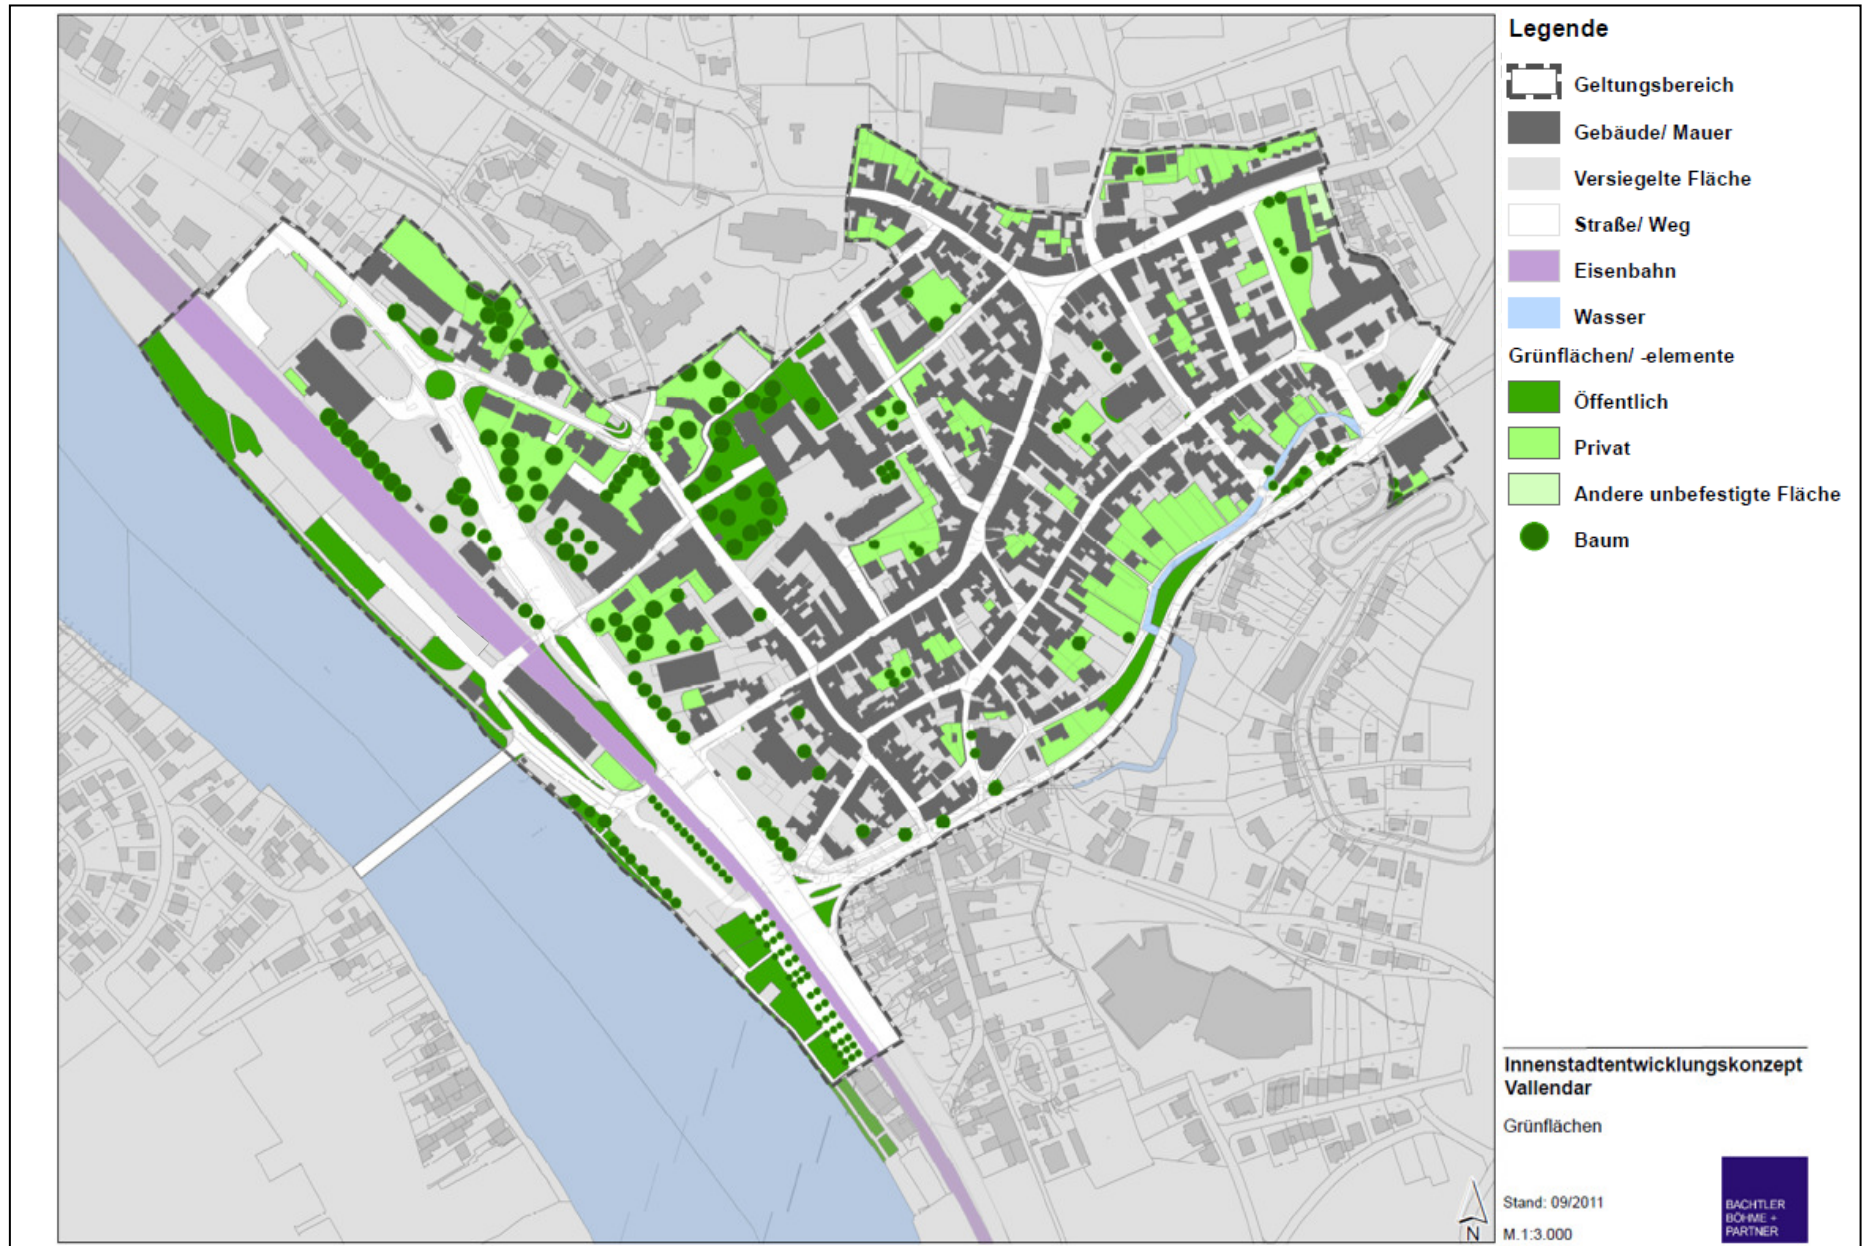 Legende
Geltungsbereich
Gebäude/ Mauer
Versiegelte Fläche
Straße/ Weg
Eisenbahn
Wasser
Grünflächen/ -elemente
Öffentlich
Privat
Andere unbefestigte Fläche
Baum
Innenstadtentwicklungskonzept
Vallendar
Grünflächen
Stand: 09/2011
M.1:3.000
N
BACHTLER
BÖHME +
PARTNER